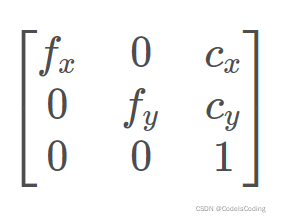 f_x 0 c_x
0 f_y c_y
0 0 1
CSDN @CodeIsCoding